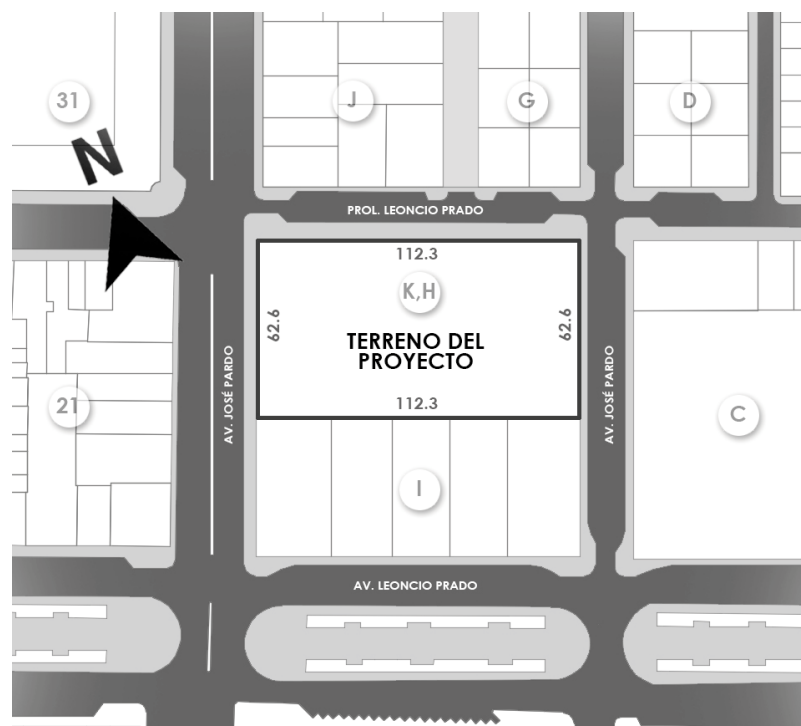 31
J
G
D
N
PROL. LEONCIO PRADO
112.3
K,H
62.6
62.6
TERRENO DEL
PROYECTO
112.3
AV. JOSÉ PARDO
AV. JOSÉ PARDO
21
C
I
AV. LEONCIO PRADO